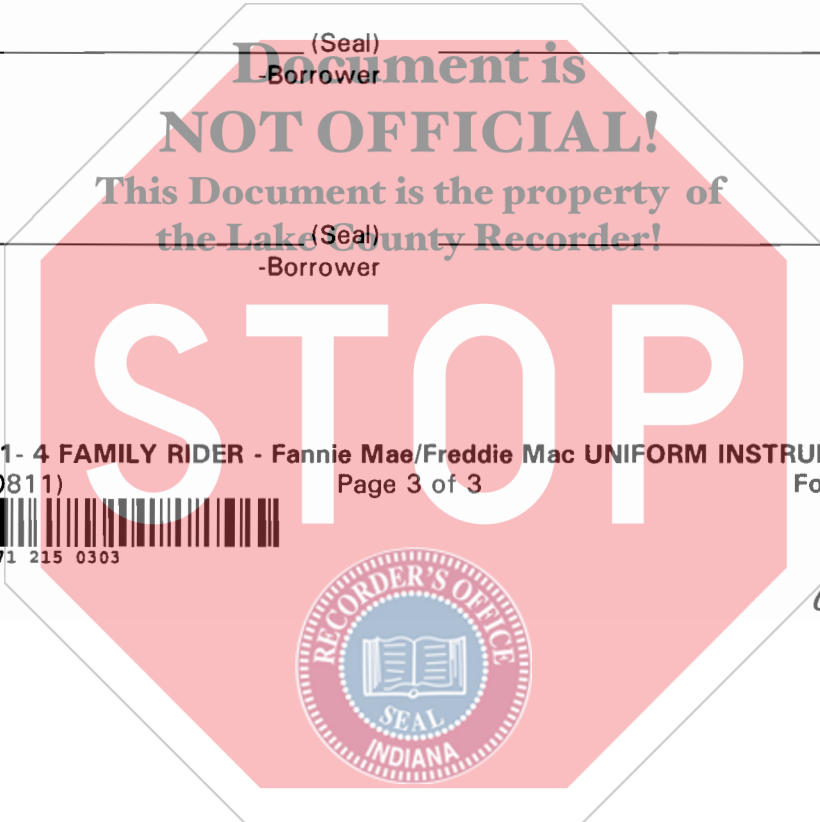 (Seal)
Document is
-Borrower
NOT OFFICIAL!
This Document is the property of
(Seal)
the Lake County Recorder!
-Borrower
STOP
1- 4 FAMILY RIDER - Fannie Mae/Freddie Mac UNIFORM INSTRU
0811) Page 3 of 3 Fo
71 215 0303
RECORDER'S OFFICE
SEAL
INDIANA